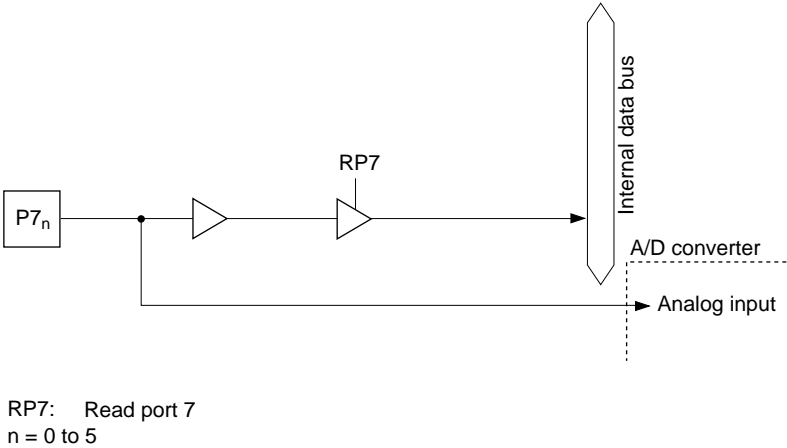 RP7
Internal data bus
P7n
A/D converter
Analog input
RP7: Read port 7
n = 0 to 5